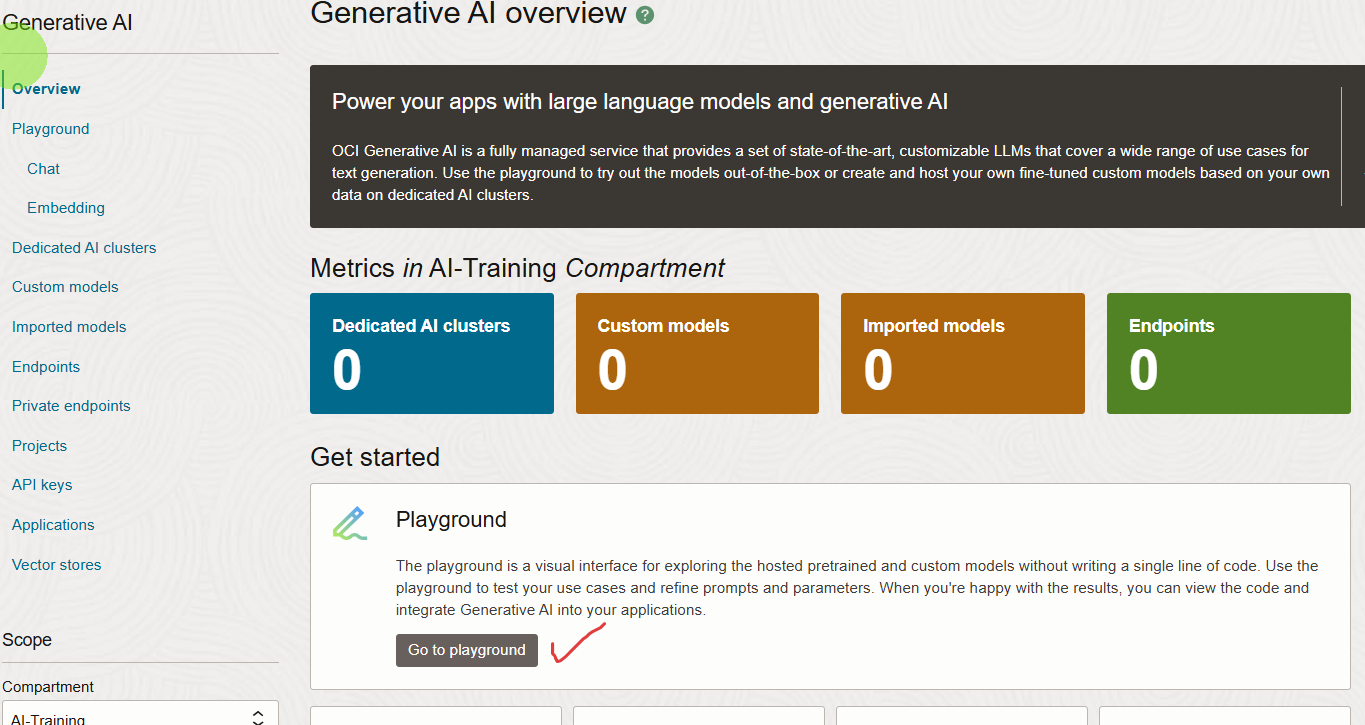 Generative AI
Overview
Playground
Chat
Embedding
Dedicated AI clusters
Custom models
Imported models
Endpoints
Private endpoints
Projects
API keys
Applications
Vector stores
Scope
Compartment
AI-Training
Generative AI overview ?
Power your apps with large language models and generative AI
OCI Generative AI is a fully managed service that provides a set of state-of-the-art, customizable LLMs that cover a wide range of use cases for
text generation. Use the playground to try out the models out-of-the-box or create and host your own fine-tuned custom models based on your own
data on dedicated AI clusters.
Metrics in AI-Training Compartment
Dedicated AI clusters
0
Custom models
0
Imported models
0
Endpoints
0
Get started
Playground
The playground is a visual interface for exploring the hosted pretrained and custom models without writing a single line of code. Use the
playground to test your use cases and refine prompts and parameters. When you're happy with the results, you can view the code and
integrate Generative AI into your applications.
Go to playground